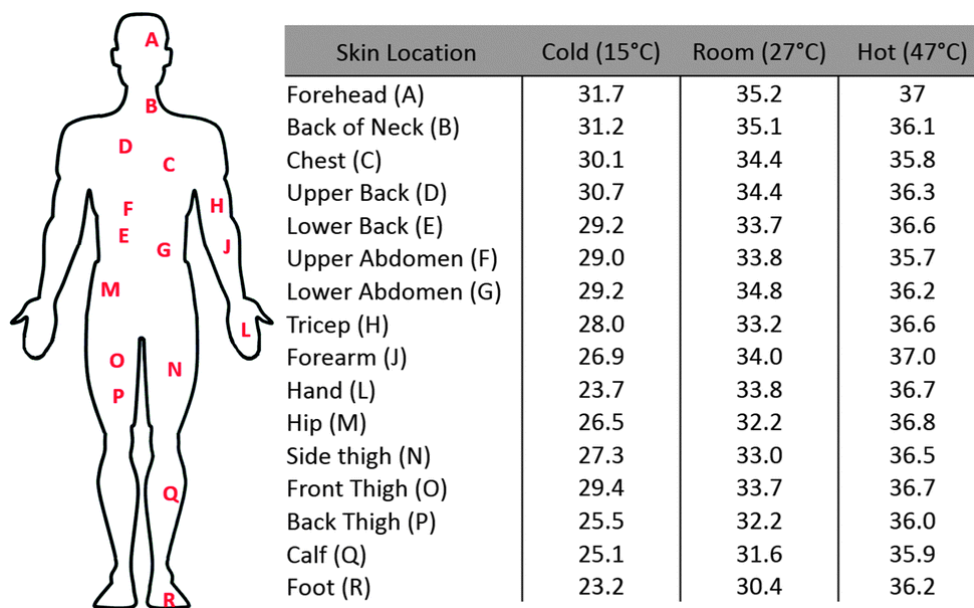 A
B
D
C
F
H
E
G
J
M
L
O
N
P
Q
R
Skin Location Cold (15°C) Room (27°C) Hot (47°C)
Forehead (A) 31.7 35.2 37
Back of Neck (B) 31.2 35.1 36.1
Chest (C) 30.1 34.4 35.8
Upper Back (D) 30.7 34.4 36.3
Lower Back (E) 29.2 33.7 36.6
Upper Abdomen (F) 29.0 33.8 35.7
Lower Abdomen (G) 29.2 34.8 36.2
Tricep (H) 28.0 33.2 36.6
Forearm (J) 26.9 34.0 37.0
Hand (L) 23.7 33.8 36.7
Hip (M) 26.5 32.2 36.8
Side thigh (N) 27.3 33.0 36.5
Front Thigh (O) 29.4 33.7 36.7
Back Thigh (P) 25.5 32.2 36.0
Calf (Q) 25.1 31.6 35.9
Foot (R) 23.2 30.4 36.2